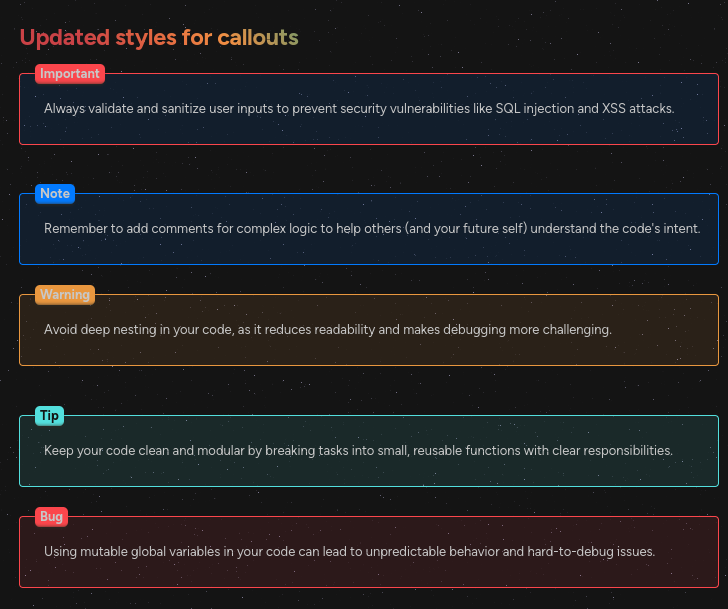 Updated styles for callouts
Important
Always validate and sanitize user inputs to prevent security vulnerabilities like SQL injection and XSS attacks.
Note
Remember to add comments for complex logic to help others (and your future self) understand the code's intent.
Warning
Avoid deep nesting in your code, as it reduces readability and makes debugging more challenging.
Tip
Keep your code clean and modular by breaking tasks into small, reusable functions with clear responsibilities.
Bug
Using mutable global variables in your code can lead to unpredictable behavior and hard-to-debug issues.